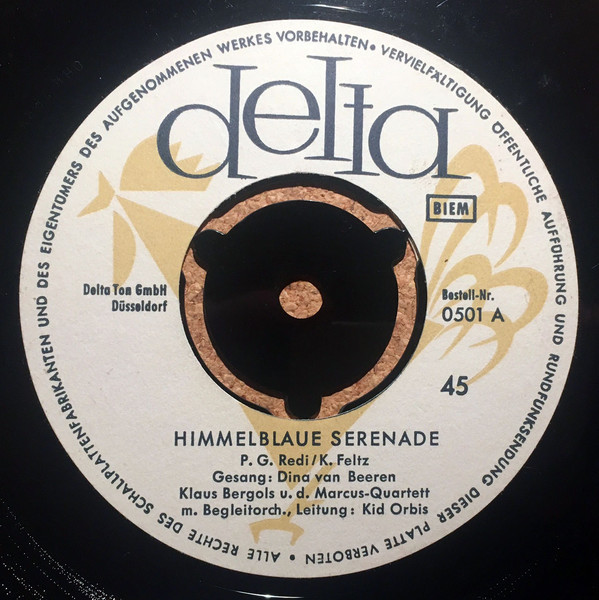 ALLE RECHTE DES SCHALLPLATTENFABRIKANTEN UND DES EIGENTÜMERS DES AUFGENOMMENEN WERKES VORBEHALTEN • VERVIELFÄLTIGUNG ÖFFENTLICHE AUFFÜHRUNG UND RUNDFUNKSENDUNG DIESER PLATTE VERBOTEN •
delta
BIEM
Delta Ton GmbH
Düsseldorf
Bestell-Nr.
0501 A
45
HIMMELBLAUE SERENADE
P. G. Redi/K. Feltz
Gesang: Dina van Beeren
Klaus Bergols u. d. Marcus-Quartett
m. Begleitorch., Leitung: Kid Orbis